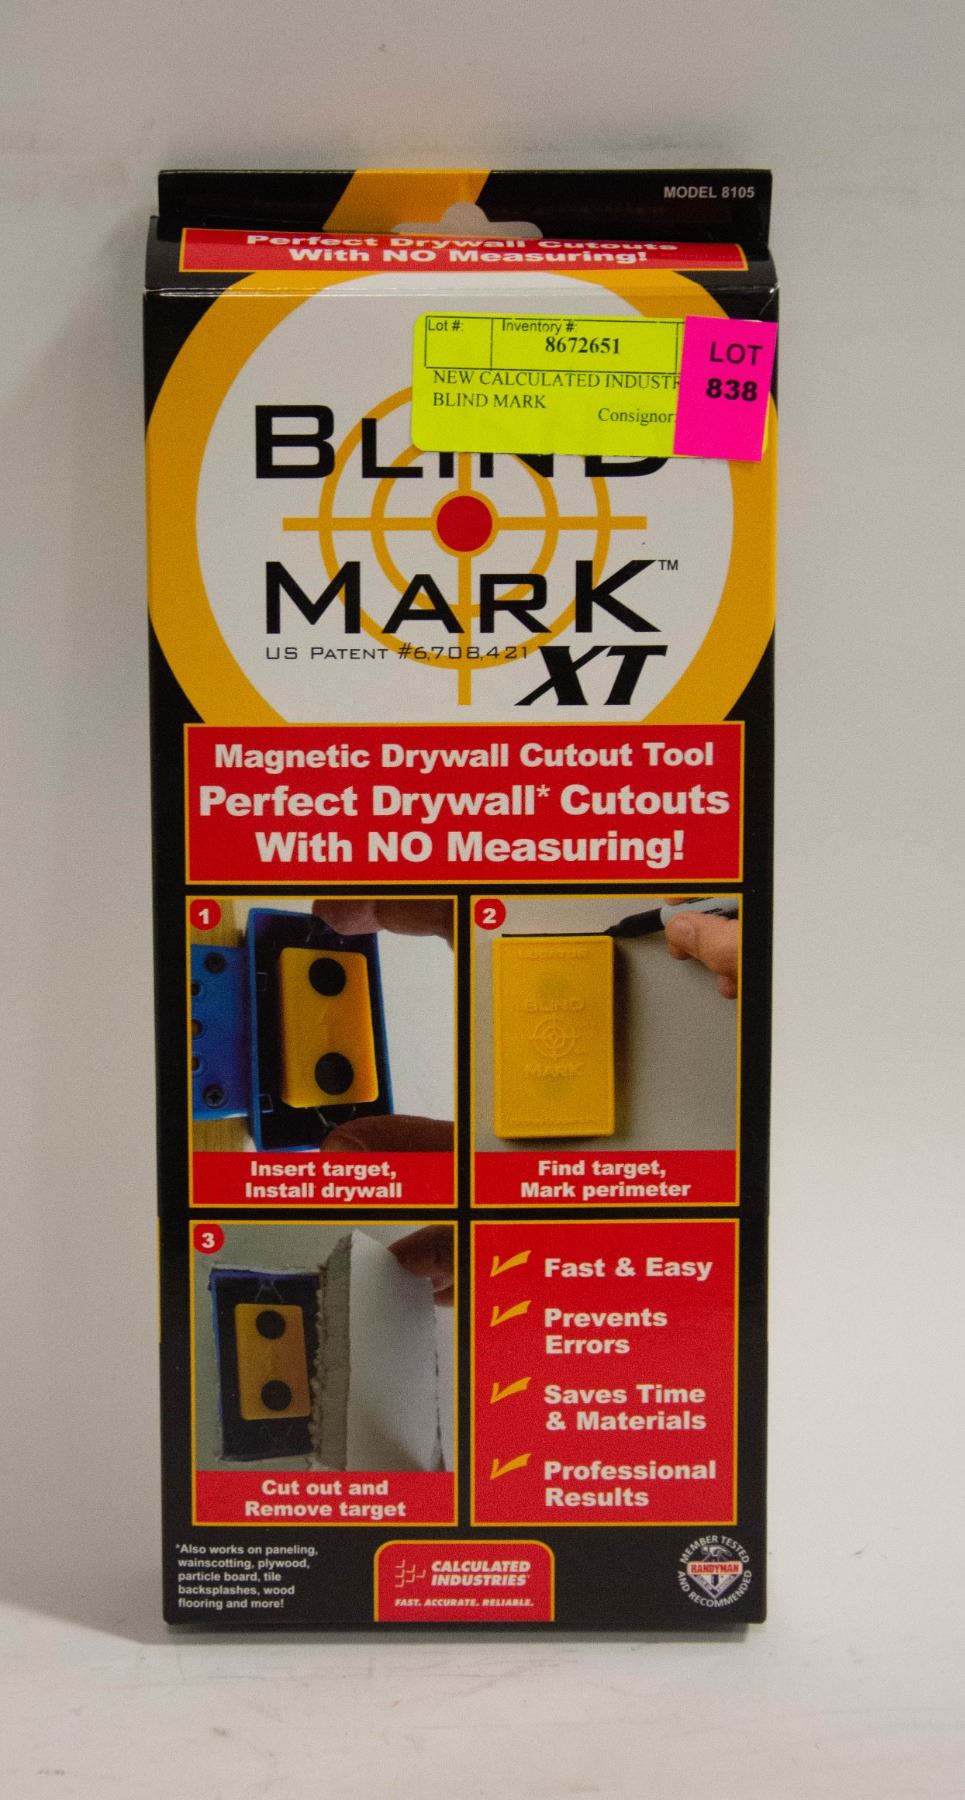 MODEL 8105
Perfect Drywall Cutouts
With NO Measuring!
Lot #:
Inventory #:
8672651
NEW CALCULATED INDUSTR
BLIND MARK
Consignor:
LOT
838
BLIND
MARK™
US PATENT #6,708,421
XT
Magnetic Drywall Cutout Tool
Perfect Drywall* Cutouts
With NO Measuring!
1
Insert target,
Install drywall
2
LOCATOR
BLIND
MARK
Find target,
Mark perimeter
3
Cut out and
Remove target
Fast & Easy
Prevents
Errors
Saves Time
& Materials
Professional
Results
*Also works on paneling,
wainscotting, plywood,
particle board, tile
backsplashes, wood
flooring and more!
CALCULATED
INDUSTRIES
FAST. ACCURATE. RELIABLE.
MEMBER TESTED
HANDYMAN
AND RECOMMENDED